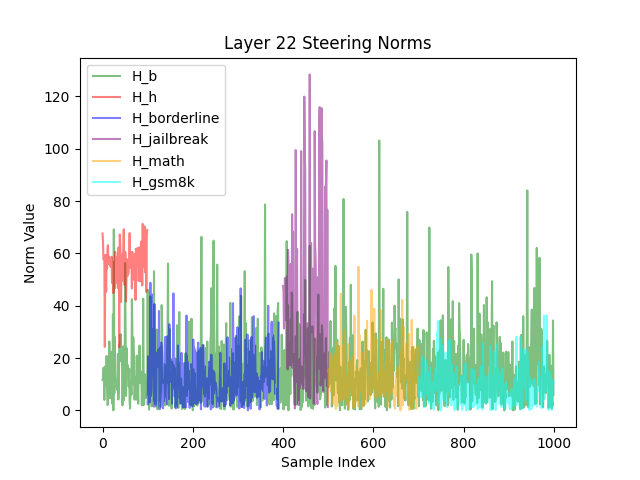 Layer 22 Steering Norms
H_b
H_h
H_borderline
H_jailbreak
H_math
H_gsm8k
Norm Value
120
100
80
60
40
20
0
0 200 400 600 800 1000
Sample Index